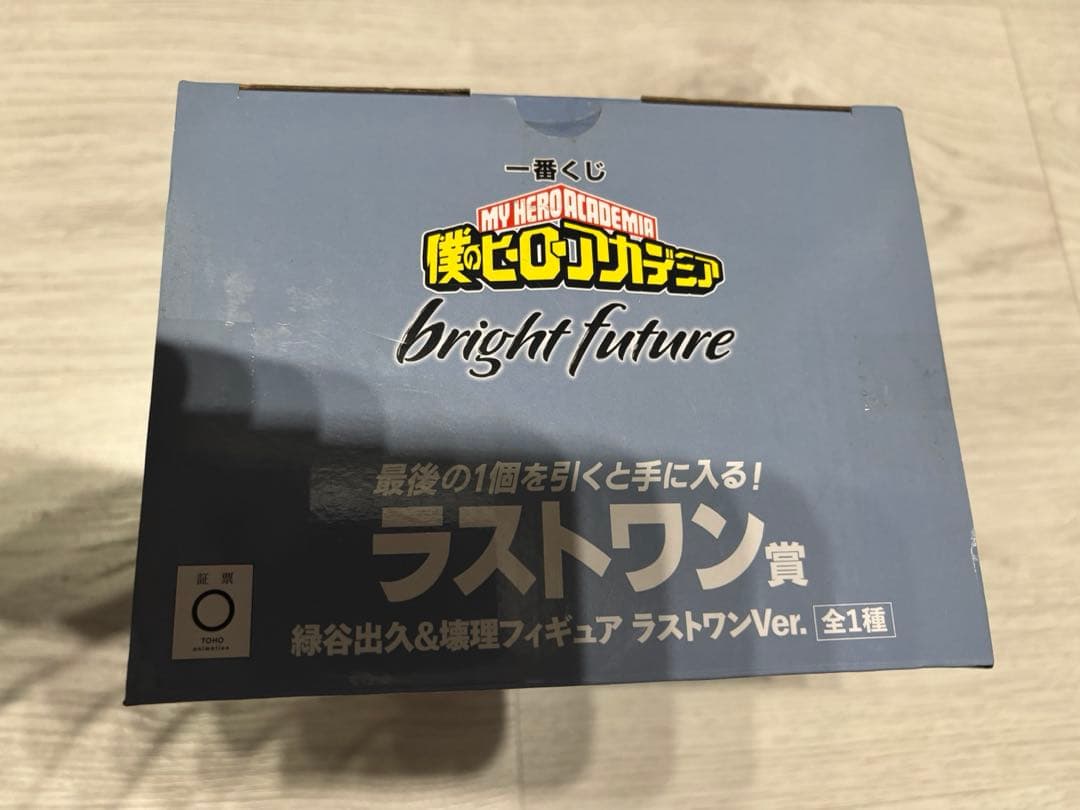 一番くじ
MY HERO ACADEMIA
僕のヒーローアカデミア
bright future
最後の1個を引くと手に入る!
ラストワン賞
緑谷出久&壊理フィギュア ラストワンVer. 全1種
証票
TOHO
animation